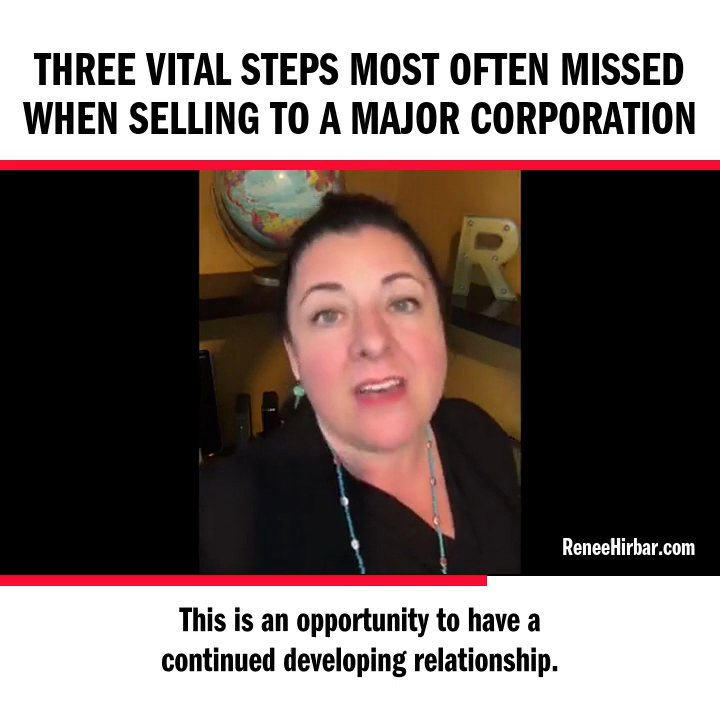 THREE VITAL STEPS MOST OFTEN MISSED
WHEN SELLING TO A MAJOR CORPORATION
R
ReneeHirbar.com
This is an opportunity to have a
continued developing relationship.